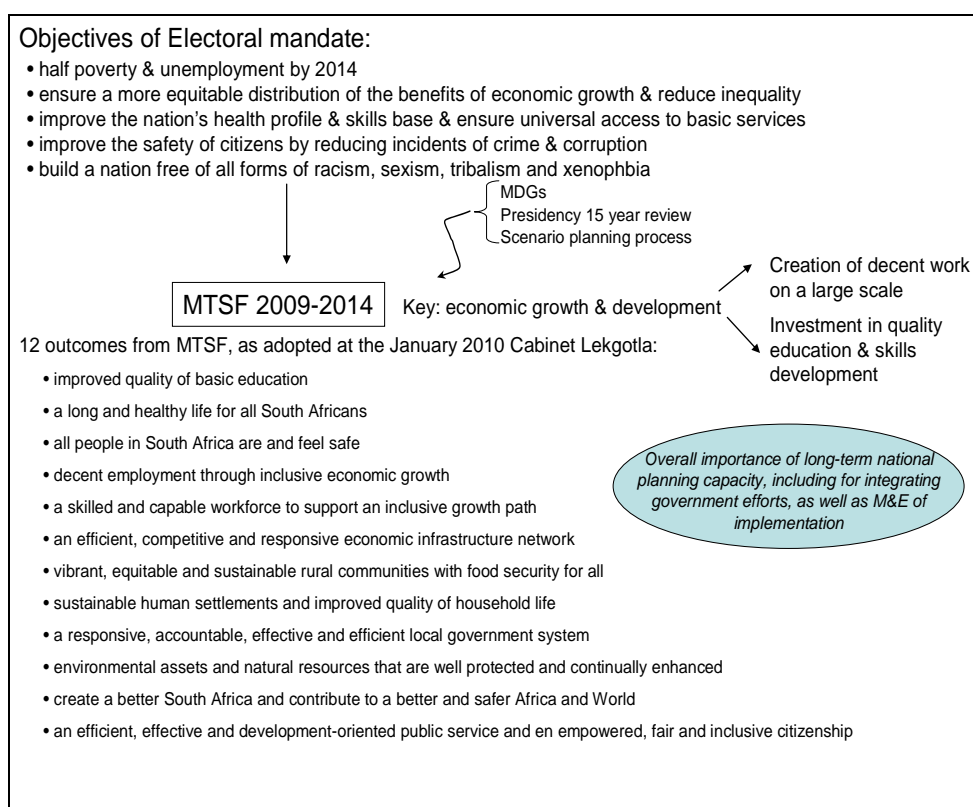 Objectives of Electoral mandate:
• half poverty & unemployment by 2014
• ensure a more equitable distribution of the benefits of economic growth & reduce inequality
• improve the nation's health profile & skills base & ensure universal access to basic services
• improve the safety of citizens by reducing incidents of crime & corruption
• build a nation free of all forms of racism, sexism, tribalism and xenophbia
MDGs
Presidency 15 year review
Scenario planning process
MTSF 2009-2014
Key: economic growth & development
Creation of decent work
on a large scale
Investment in quality
education & skills
development
12 outcomes from MTSF, as adopted at the January 2010 Cabinet Lekgotla:
• improved quality of basic education
• a long and healthy life for all South Africans
• all people in South Africa are and feel safe
• decent employment through inclusive economic growth
• a skilled and capable workforce to support an inclusive growth path
• an efficient, competitive and responsive economic infrastructure network
• vibrant, equitable and sustainable rural communities with food security for all
• sustainable human settlements and improved quality of household life
• a responsive, accountable, effective and efficient local government system
• environmental assets and natural resources that are well protected and continually enhanced
• create a better South Africa and contribute to a better and safer Africa and World
• an efficient, effective and development-oriented public service and en empowered, fair and inclusive citizenship
Overall importance of long-term national
planning capacity, including for integrating
government efforts, as well as M&E of
implementation